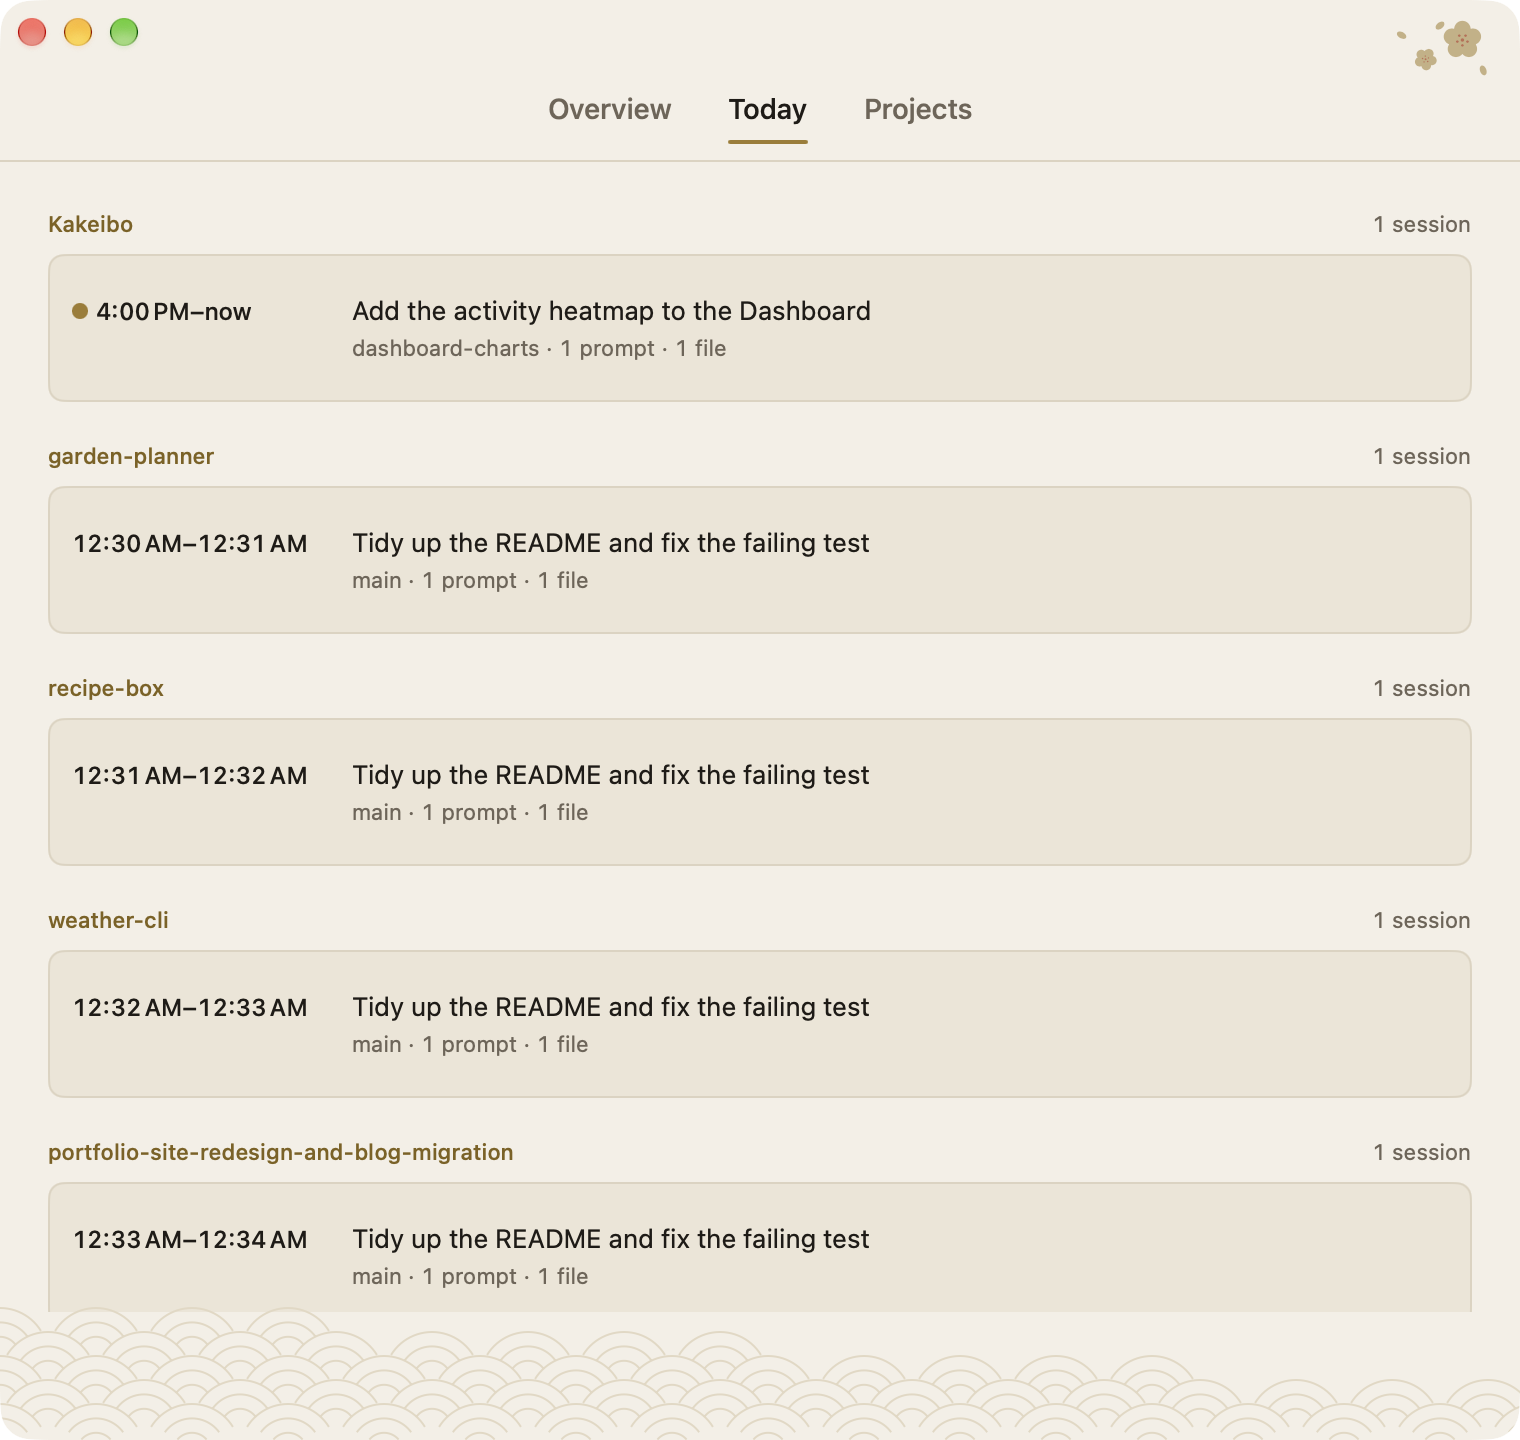 Overview Today Projects
Kakeibo 1 session
4:00 PM–now Add the activity heatmap to the Dashboard
dashboard-charts · 1 prompt · 1 file
garden-planner 1 session
12:30 AM–12:31 AM Tidy up the README and fix the failing test
main · 1 prompt · 1 file
recipe-box 1 session
12:31 AM–12:32 AM Tidy up the README and fix the failing test
main · 1 prompt · 1 file
weather-cli 1 session
12:32 AM–12:33 AM Tidy up the README and fix the failing test
main · 1 prompt · 1 file
portfolio-site-redesign-and-blog-migration 1 session
12:33 AM–12:34 AM Tidy up the README and fix the failing test
main · 1 prompt · 1 file